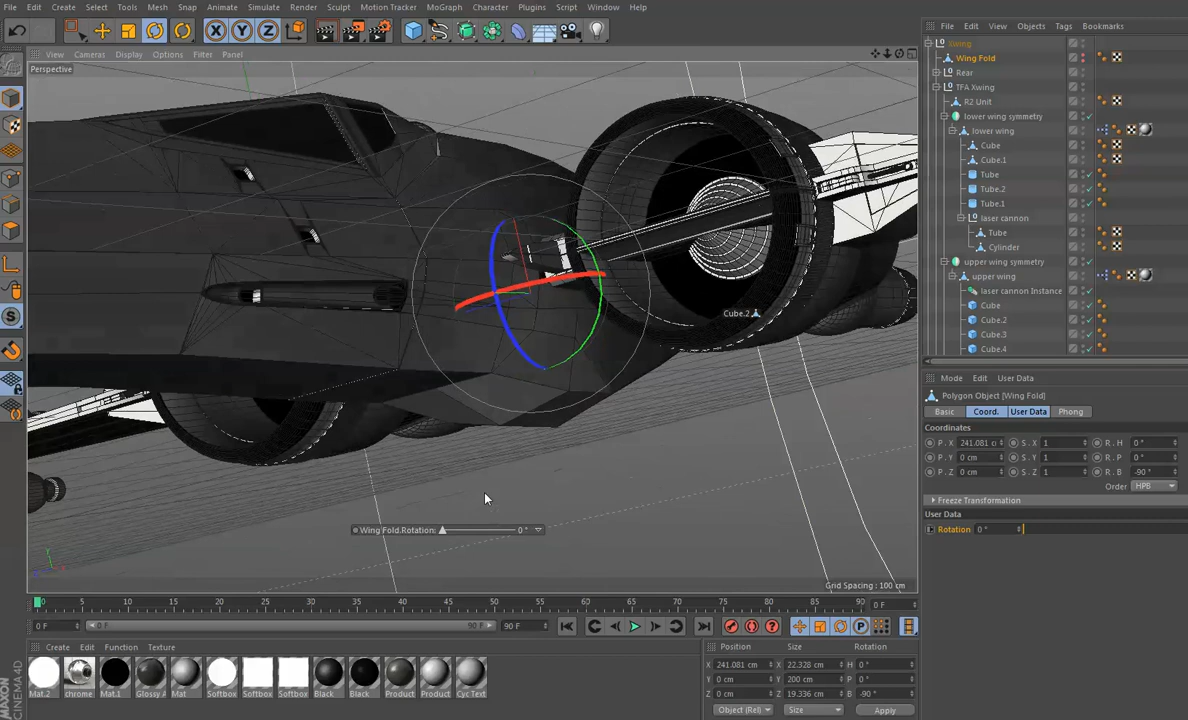 File Edit Create Select Tools Mesh Snap Animate Simulate Render Sculpt Motion Tracker MoGraph Character Plugins Script Window Help
X Y Z
File Edit View Objects Tags Bookmarks
View Cameras Display Options Filter Panel
Perspective
Xwing
Wing Fold
Rear
TFA Xwing
R2 Unit
lower wing symmetry
lower wing
Cube
Cube.1
Tube
Tube.2
Tube.1
laser cannon
Tube
Cylinder
upper wing symmetry
upper wing
laser cannon Instance
Cube
Cube.2
Cube.3
Cube.4
Cube.2
Wing Fold.Rotation: 0 °
Grid Spacing : 100 cm
Mode Edit User Data
Polygon Object [Wing Fold]
Basic Coord. User Data Phong
Coordinates
P . X 241.081 c S . X 1 R . H 0 °
P . Y 0 cm S . Y 1 R . P 0 °
P . Z 0 cm S . Z 1 R . B -90 °
Order HPB
Freeze Transformation
User Data
Rotation 0 °
0 5 10 15 20 25 30 35 40 45 50 55 60 65 70 75 80 85 90 0 F
0 F 0 F 90 F 90 F
Create Edit Function Texture
Mat.2 chrome Mat.1 Glossy Mat Softbox Softbox Softbox Black Black Product Product Cyc Text
Position Size Rotation
X 241.081 cm X 22.328 cm H 0 °
Y 0 cm Y 200 cm P 0 °
Z 0 cm Z 19.336 cm B -90 °
Object (Rel) Size Apply
MAXON
CINEMA4D